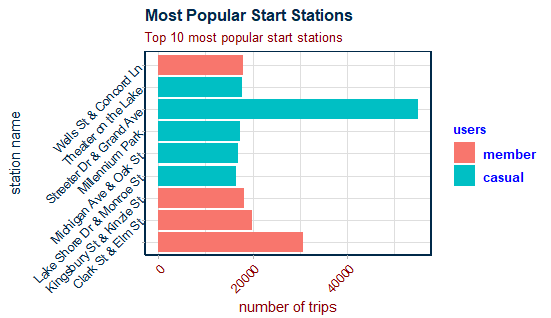 Most Popular Start Stations
Top 10 most popular start stations
station name
Wells St & Concord Ln
Theater on the Lake
Streeter Dr & Grand Ave
Millennium Park
Michigan Ave & Oak St
Lake Shore Dr & Monroe St
Kingsbury St & Kinzie St
Clark St & Elm St
0
20000
40000
number of trips
users
member
casual